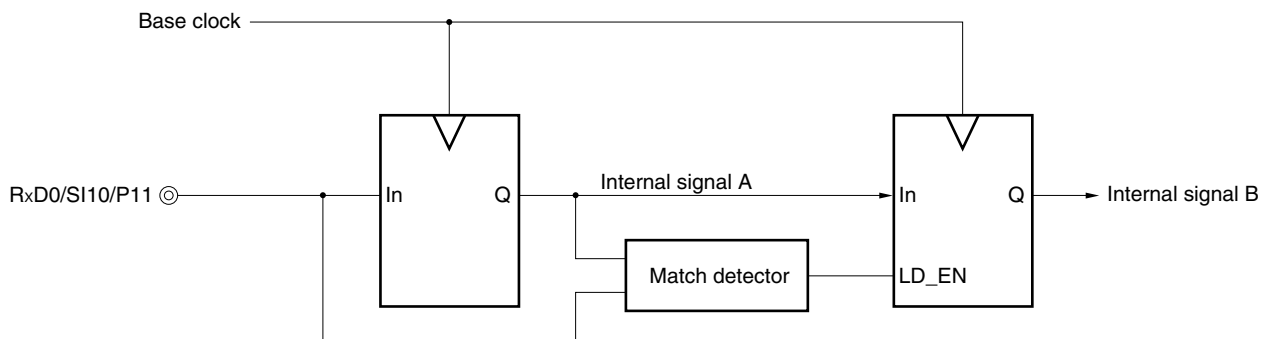 Base clock
RxD0/SI10/P11
In
Q
Internal signal A
In
Q
Internal signal B
Match detector
LD_EN